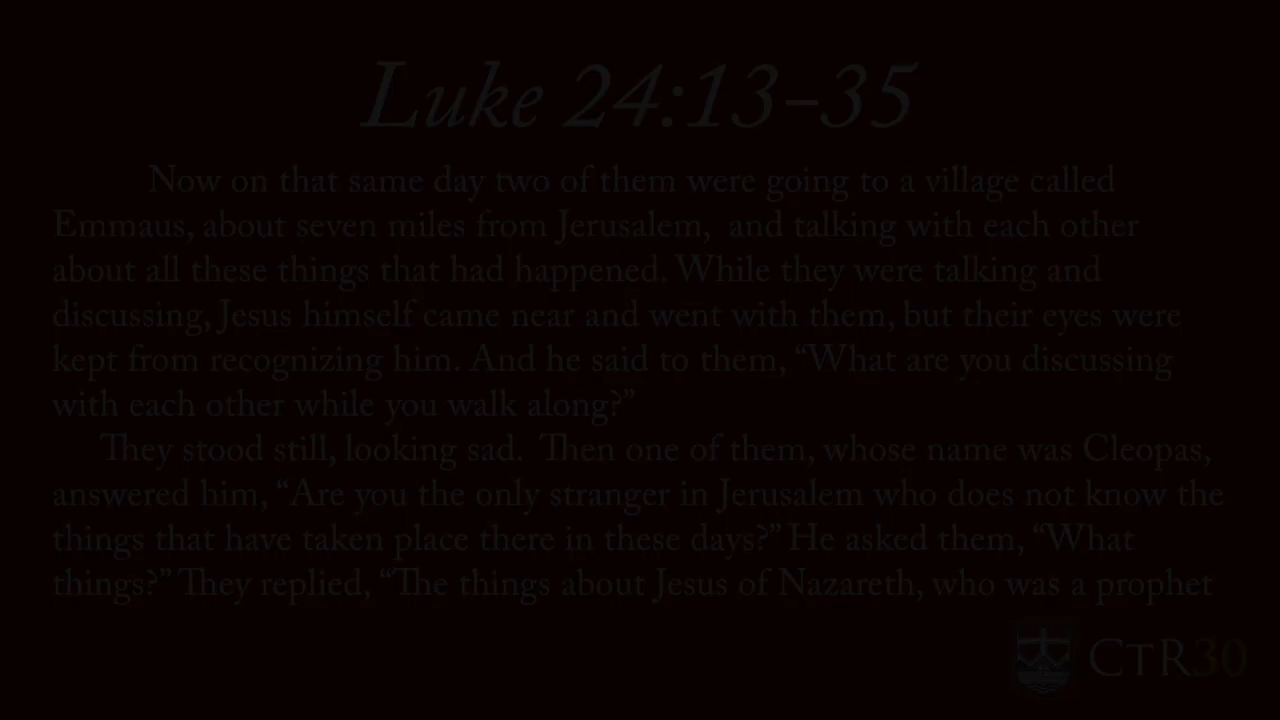 Luke 24:13–35
Now on that same day two of them were going to a village called
Emmaus, about seven miles from Jerusalem,  and talking with each other
about all these things that had happened. While they were talking and
discussing, Jesus himself came near and went with them, but their eyes were
kept from recognizing him. And he said to them, “What are you discussing
with each other while you walk along?”
They stood still, looking sad.  Then one of them, whose name was Cleopas,
answered him, “Are you the only stranger in Jerusalem who does not know the
things that have taken place there in these days?” He asked them, “What
things?” They replied, “The things about Jesus of Nazareth, who was a prophet
CTR30